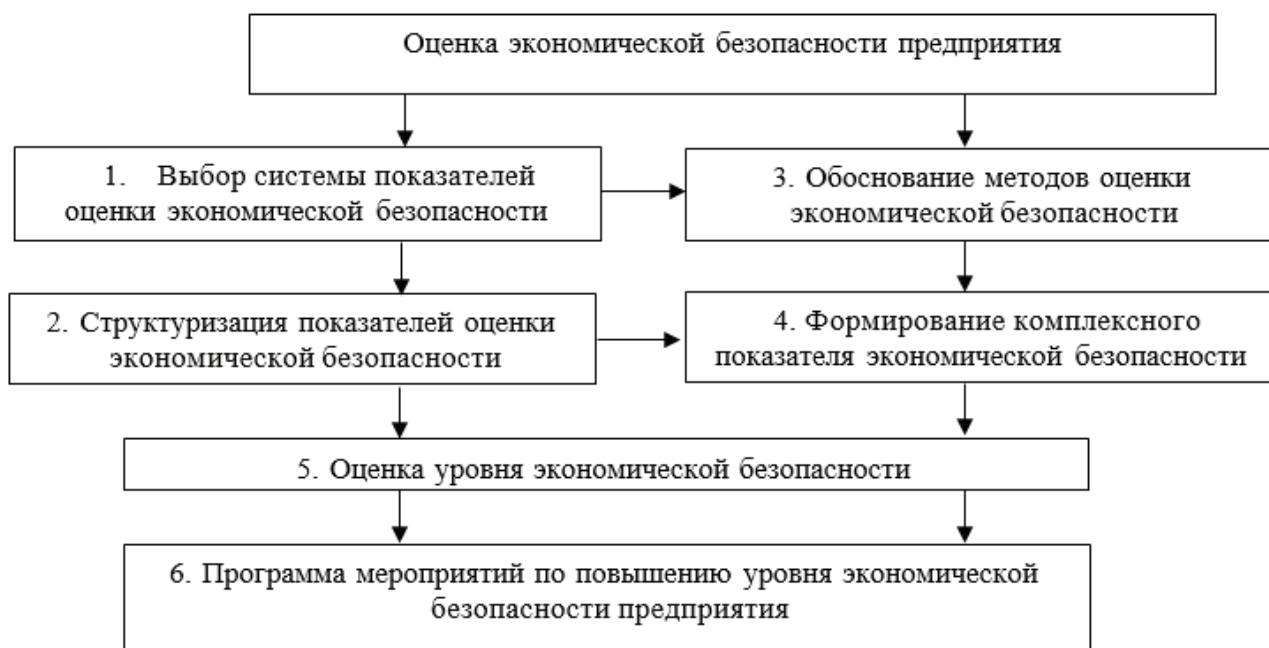 Оценка экономической безопасности предприятия
1. Выбор системы показателей
оценки экономической безопасности
3. Обоснование методов оценки
экономической безопасности
2. Структуризация показателей оценки
экономической безопасности
4. Формирование комплексного
показателя экономической безопасности
5. Оценка уровня экономической безопасности
6. Программа мероприятий по повышению уровня экономической
безопасности предприятия